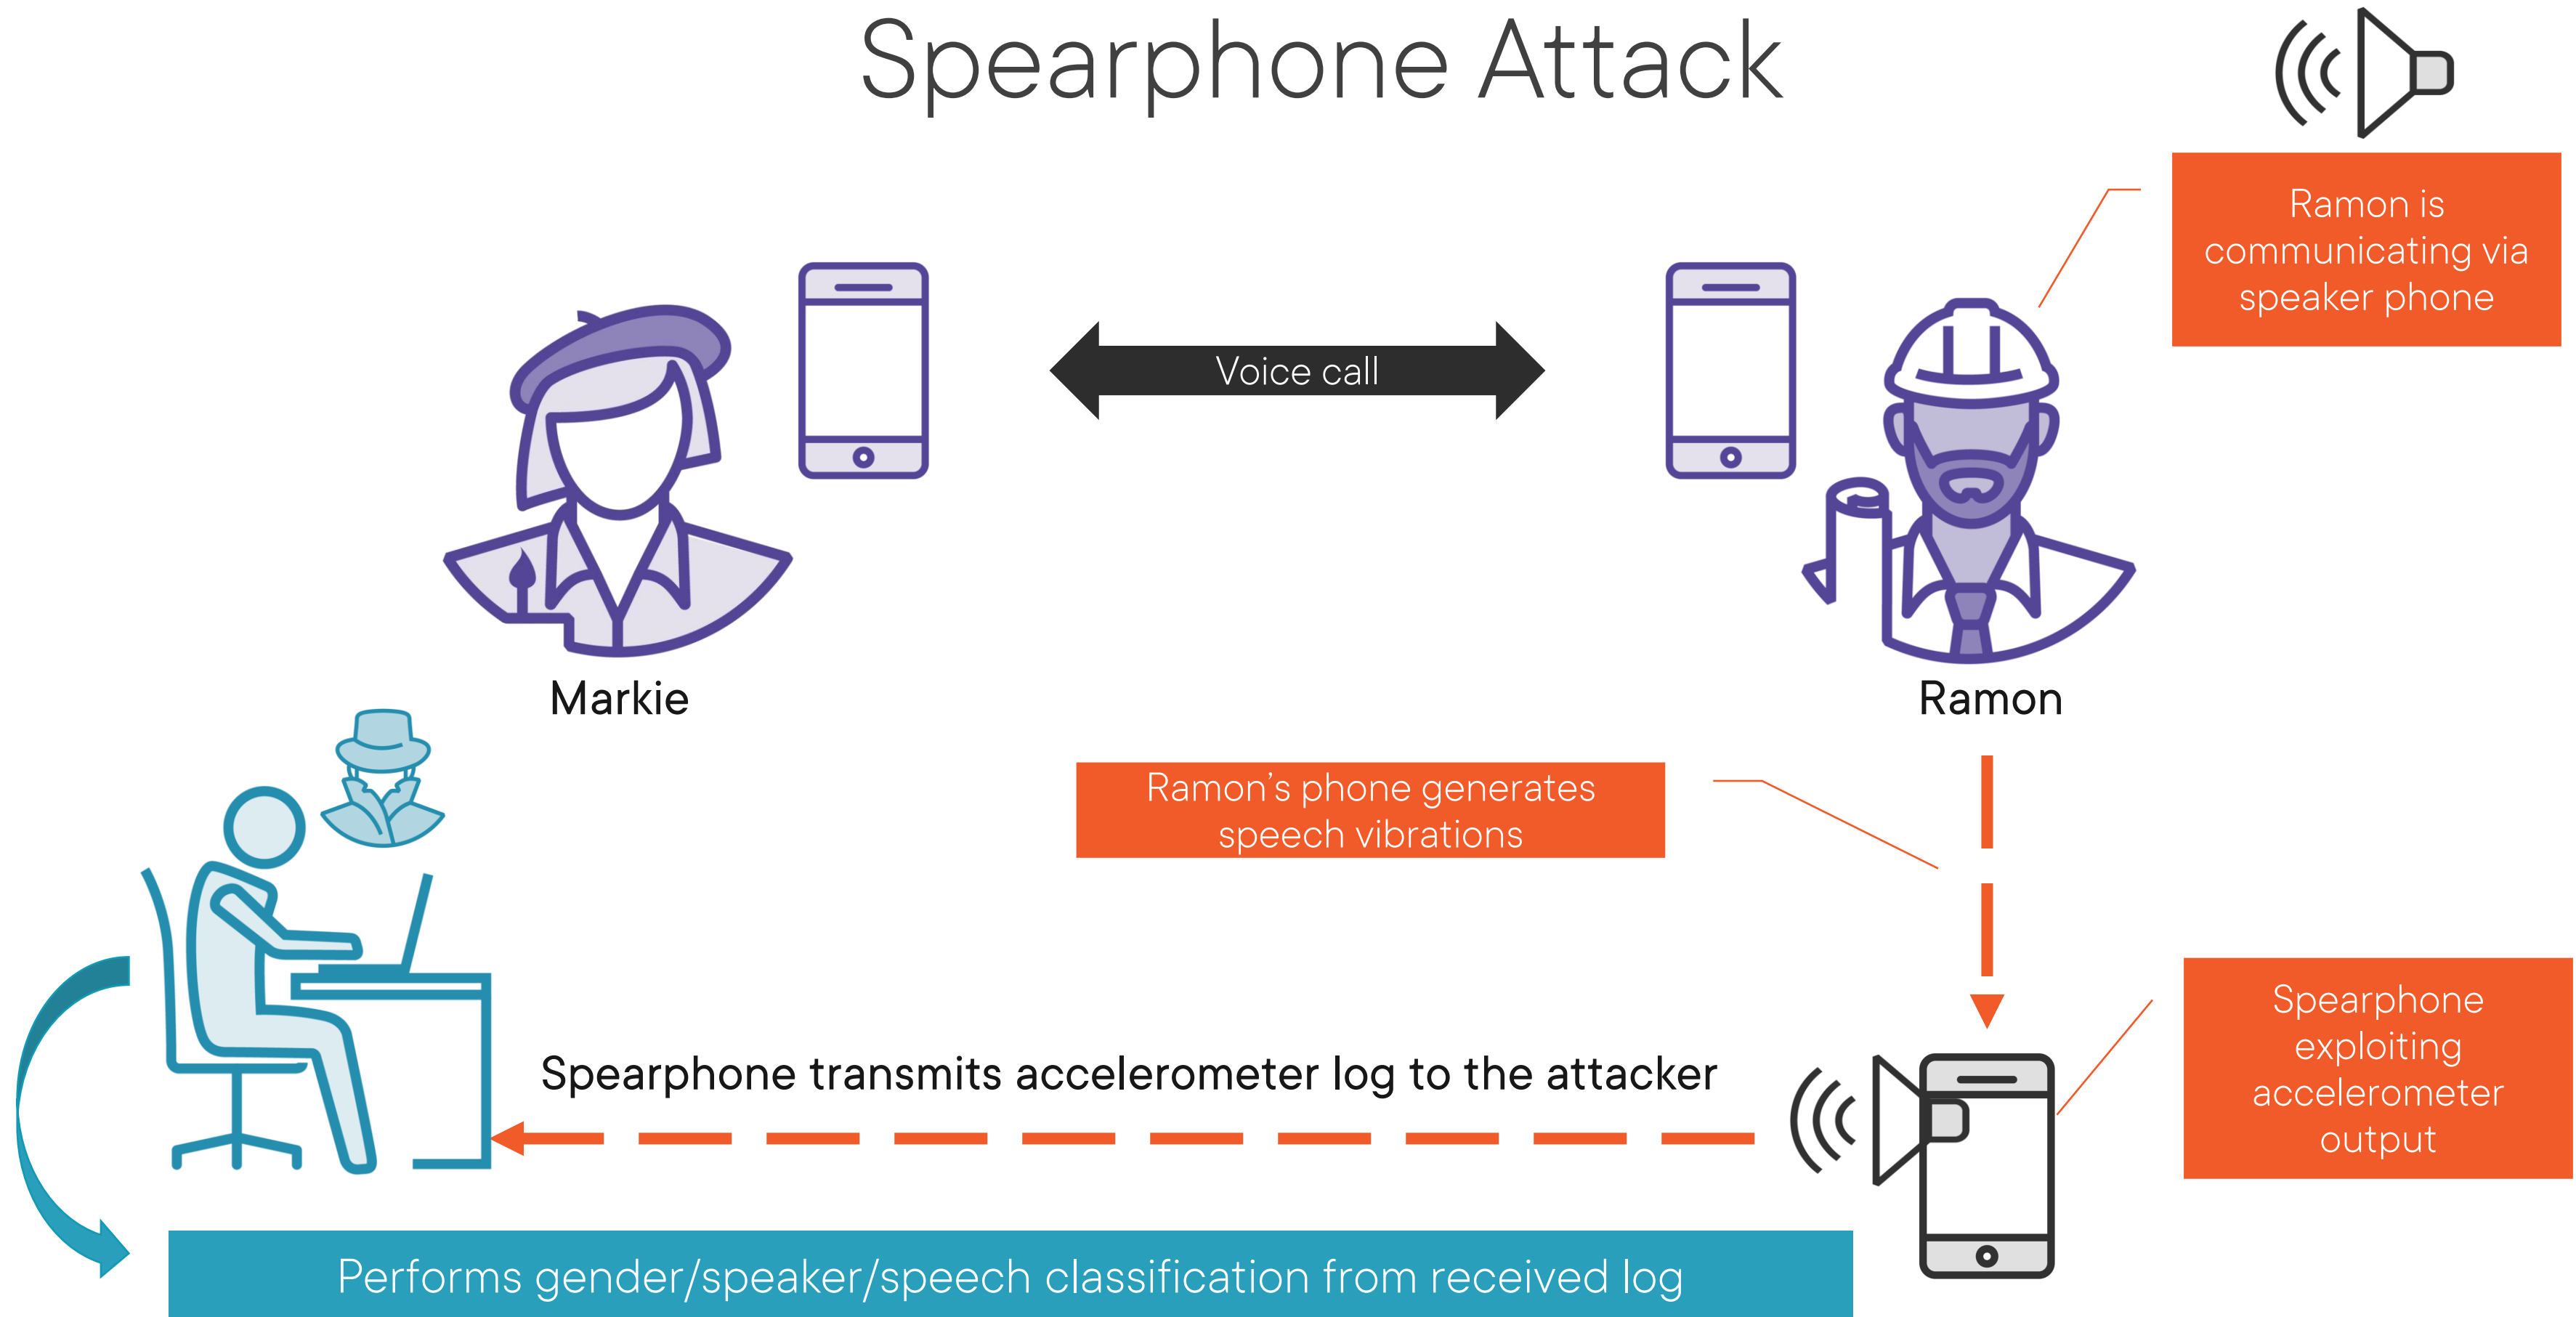 Spearphone Attack
Ramon is
communicating via
speaker phone
Voice call
Markie
Ramon
Ramon’s phone generates
speech vibrations
Spearphone
exploiting
accelerometer
output
Spearphone transmits accelerometer log to the attacker
Performs gender/speaker/speech classification from received log